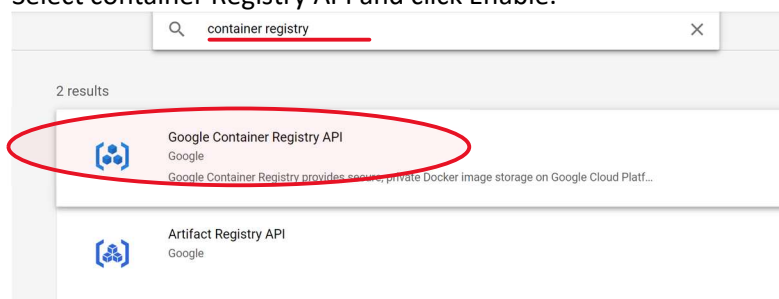 Select container Registry API and click Enable.
container registry
2 results
Google Container Registry API
Google
Google Container Registry provides secure, private Docker image storage on Google Cloud Platf...
Artifact Registry API
Google